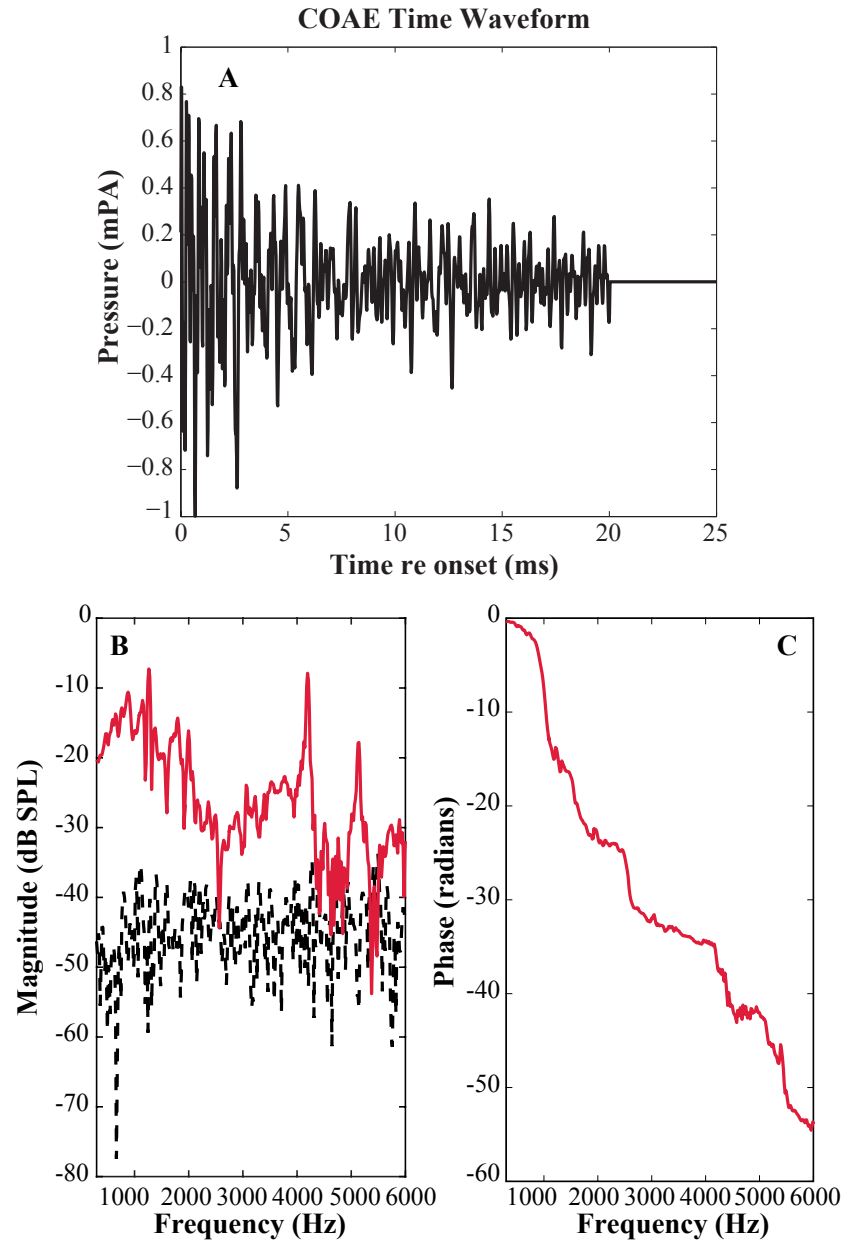 COAE Time Waveform
A
Pressure (mPA)
1
0.8
0.6
0.4
0.2
0
−0.2
−0.4
−0.6
−0.8
−1
0
5
10
15
20
25
Time re onset (ms)
B
Magnitude (dB SPL)
0
-10
-20
-30
-40
-50
-60
-70
-80
1000 2000 3000 4000 5000 6000
Frequency (Hz)
C
Phase (radians)
0
-10
-20
-30
-40
-50
-60
1000 2000 3000 4000 5000 6000
Frequency (Hz)